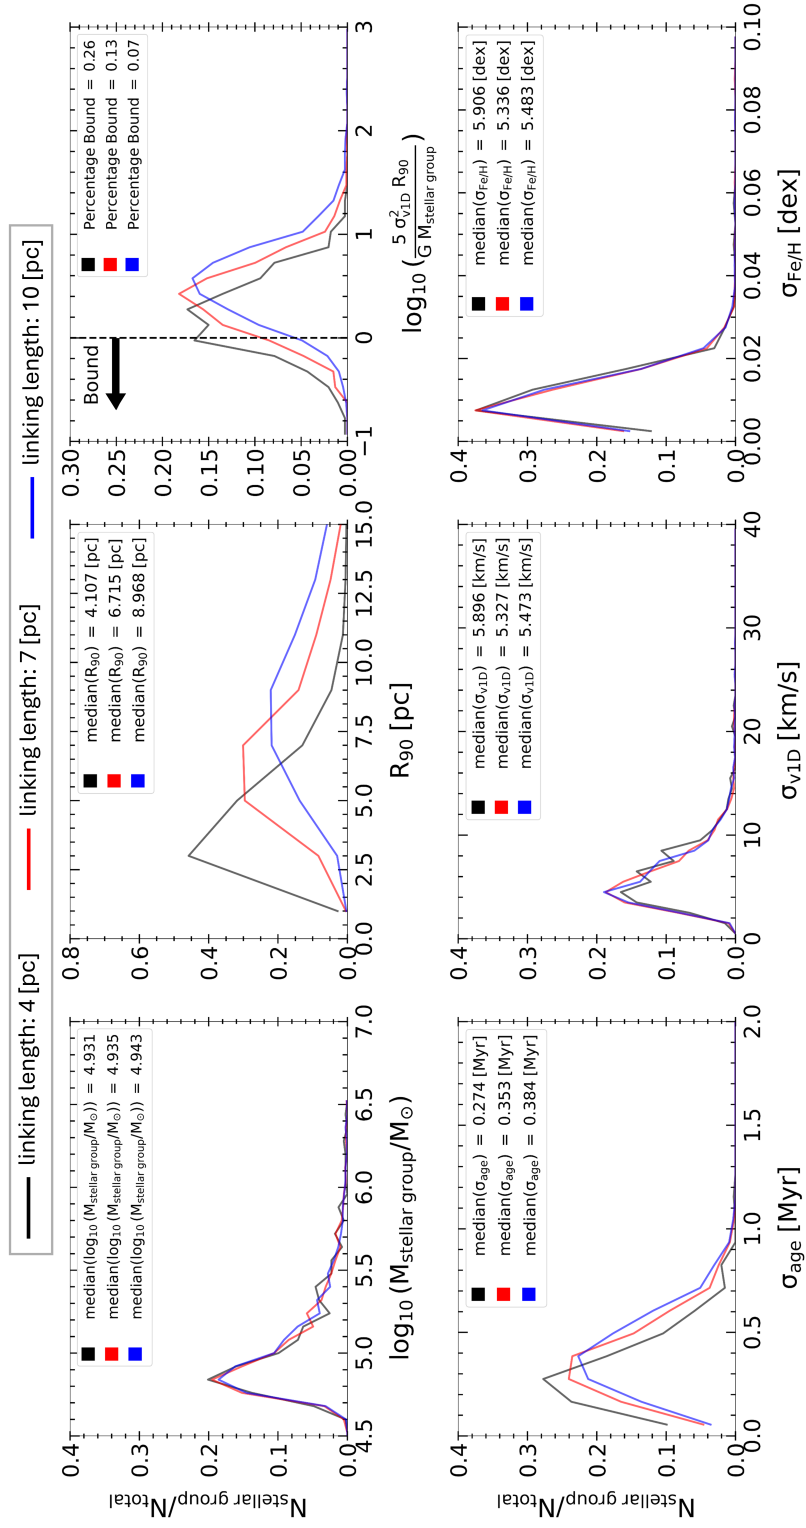 linking length: 4 [pc] linking length: 7 [pc] linking length: 10 [pc]
N_stellar group/N_total
0.4
0.3
0.2
0.1
0.0
median(log₁₀(M_stellar group/M_☉)) = 4.931
median(log₁₀(M_stellar group/M_☉)) = 4.935
median(log₁₀(M_stellar group/M_☉)) = 4.943
4.5 5.0 5.5 6.0 6.5 7.0
log₁₀(M_stellar group/M_☉)
0.8
0.6
0.4
0.2
0.0
median(R₉₀) = 4.107 [pc]
median(R₉₀) = 6.715 [pc]
median(R₉₀) = 8.968 [pc]
0.0 2.5 5.0 7.5 10.0 12.5 15.0
R₉₀ [pc]
0.30
0.25
0.20
0.15
0.10
0.05
0.00
Bound
Percentage Bound = 0.26
Percentage Bound = 0.13
Percentage Bound = 0.07
−1 0 1 2 3
log₁₀(5 σ²_v1D R₉₀ / G M_stellar group)
N_stellar group/N_total
0.4
0.3
0.2
0.1
0.0
median(σ_age) = 0.274 [Myr]
median(σ_age) = 0.353 [Myr]
median(σ_age) = 0.384 [Myr]
0.0 0.5 1.0 1.5 2.0
σ_age [Myr]
0.4
0.3
0.2
0.1
0.0
median(σ_v1D) = 5.896 [km/s]
median(σ_v1D) = 5.327 [km/s]
median(σ_v1D) = 5.473 [km/s]
0 10 20 30 40
σ_v1D [km/s]
0.4
0.3
0.2
0.1
0.0
median(σ_Fe/H) = 5.906 [dex]
median(σ_Fe/H) = 5.336 [dex]
median(σ_Fe/H) = 5.483 [dex]
0.00 0.02 0.04 0.06 0.08 0.10
σ_Fe/H [dex]